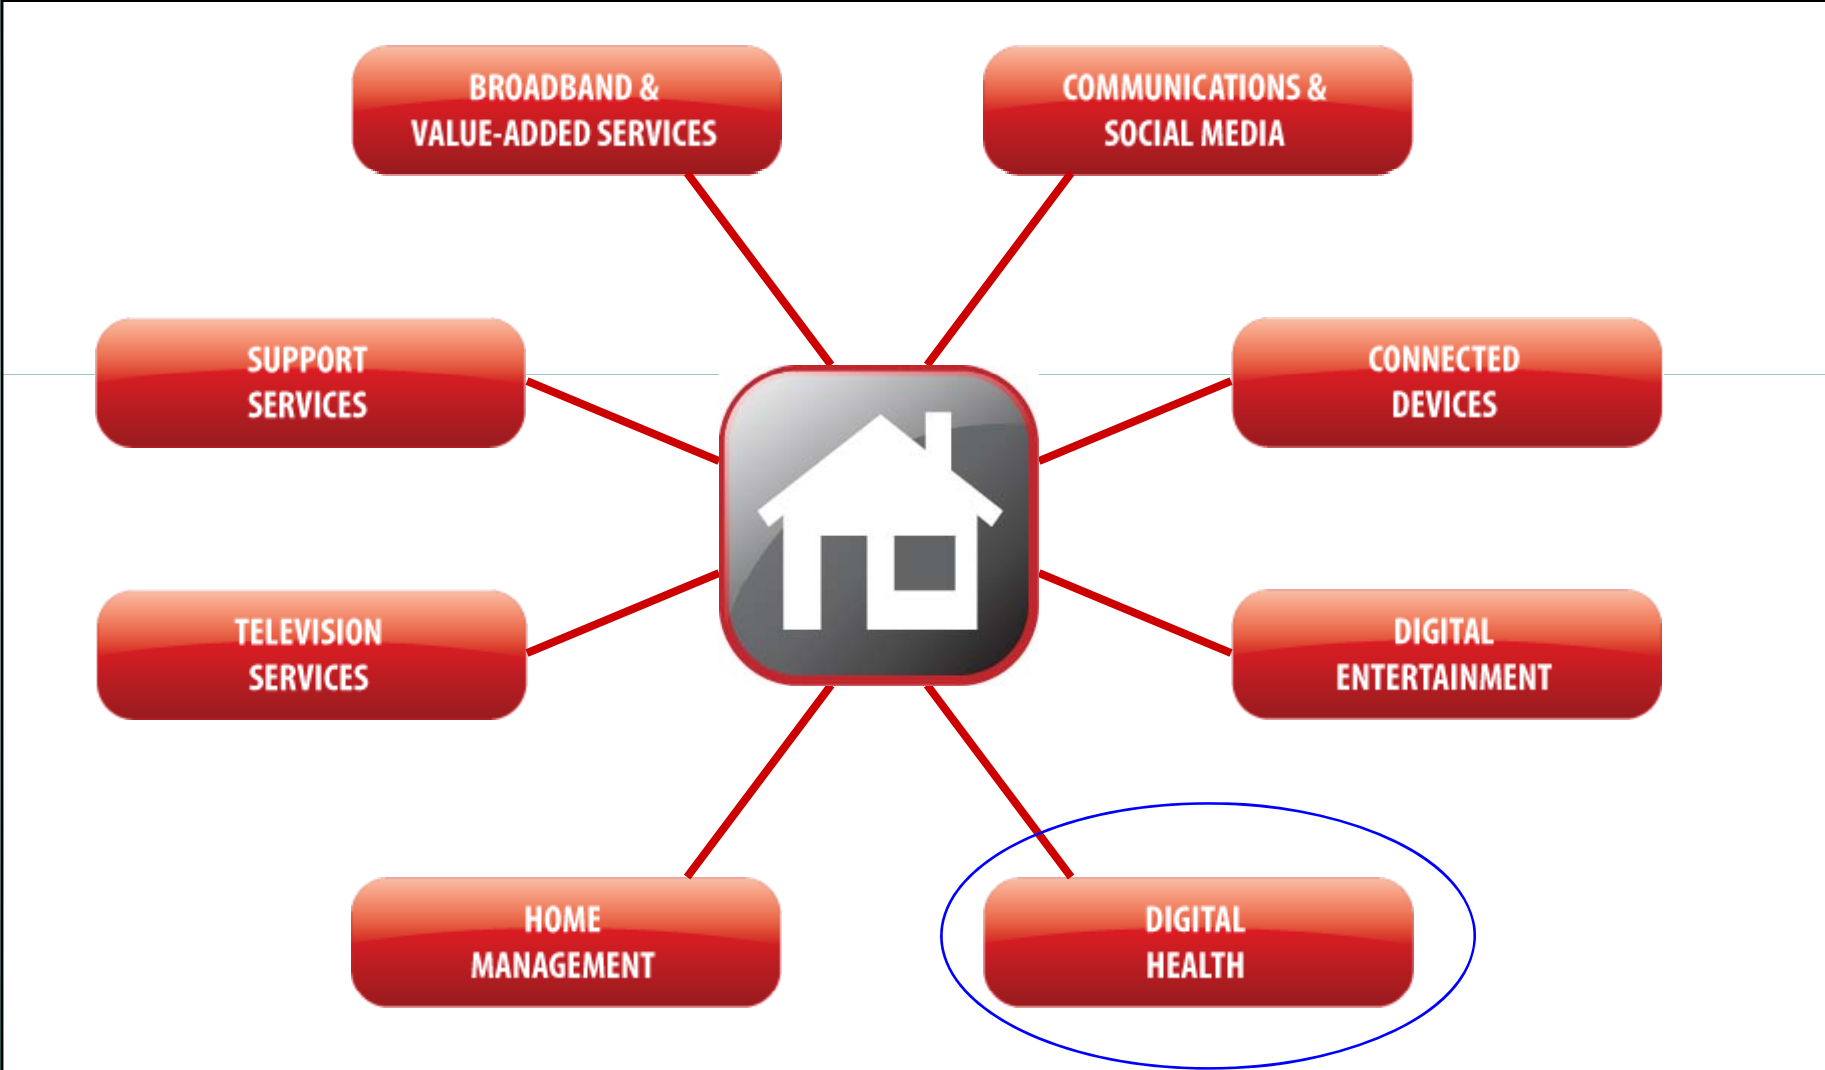 BROADBAND &
VALUE-ADDED SERVICES
COMMUNICATIONS &
SOCIAL MEDIA
SUPPORT
SERVICES
CONNECTED
DEVICES
TELEVISION
SERVICES
DIGITAL
ENTERTAINMENT
HOME
MANAGEMENT
DIGITAL
HEALTH